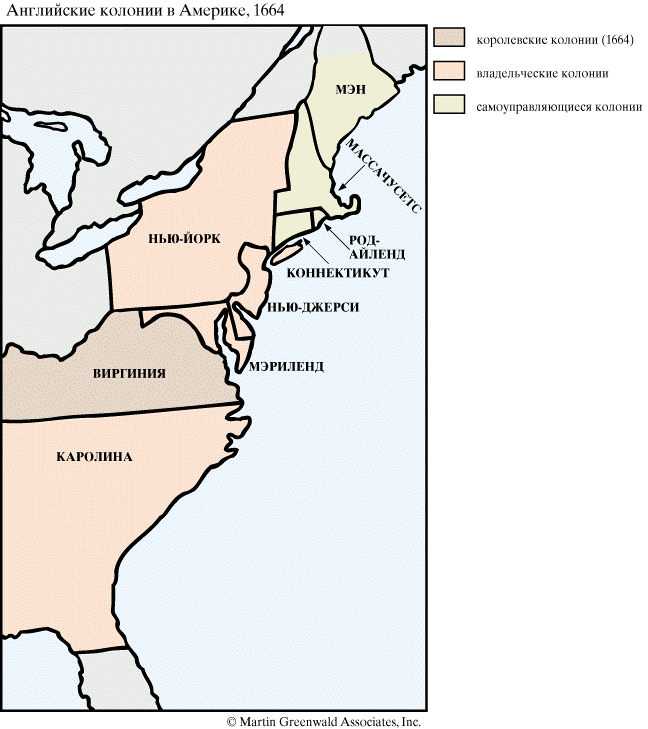 Английские колонии в Америке, 1664
королевские колонии (1664)
владельческие колонии
самоуправляющиеся колонии
МЭН
МАССАЧУСЕТС
НЬЮ-ЙОРК
РОД-
АЙЛЕНД
КОННЕКТИКУТ
НЬЮ-ДЖЕРСИ
МЭРИЛЕНД
ВИРГИНИЯ
КАРОЛИНА
© Martin Greenwald Associates, Inc.